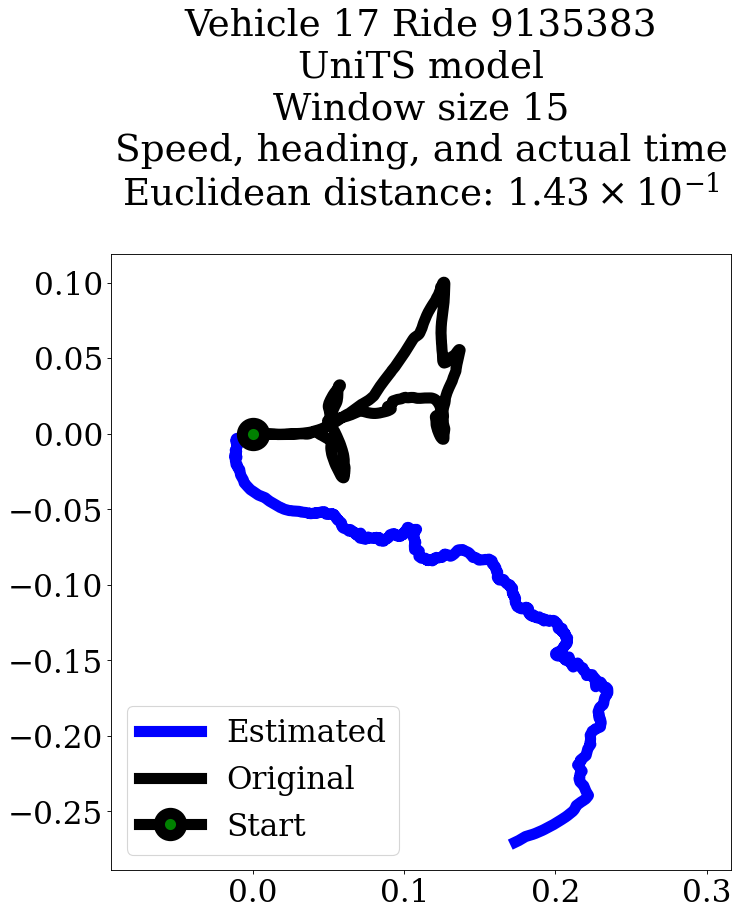 Vehicle 17 Ride 9135383
UniTS model
Window size 15
Speed, heading, and actual time
Euclidean distance: 1.43 × 10⁻¹
0.10
0.05
0.00
−0.05
−0.10
−0.15
−0.20
−0.25
Estimated
Original
Start
0.0 0.1 0.2 0.3